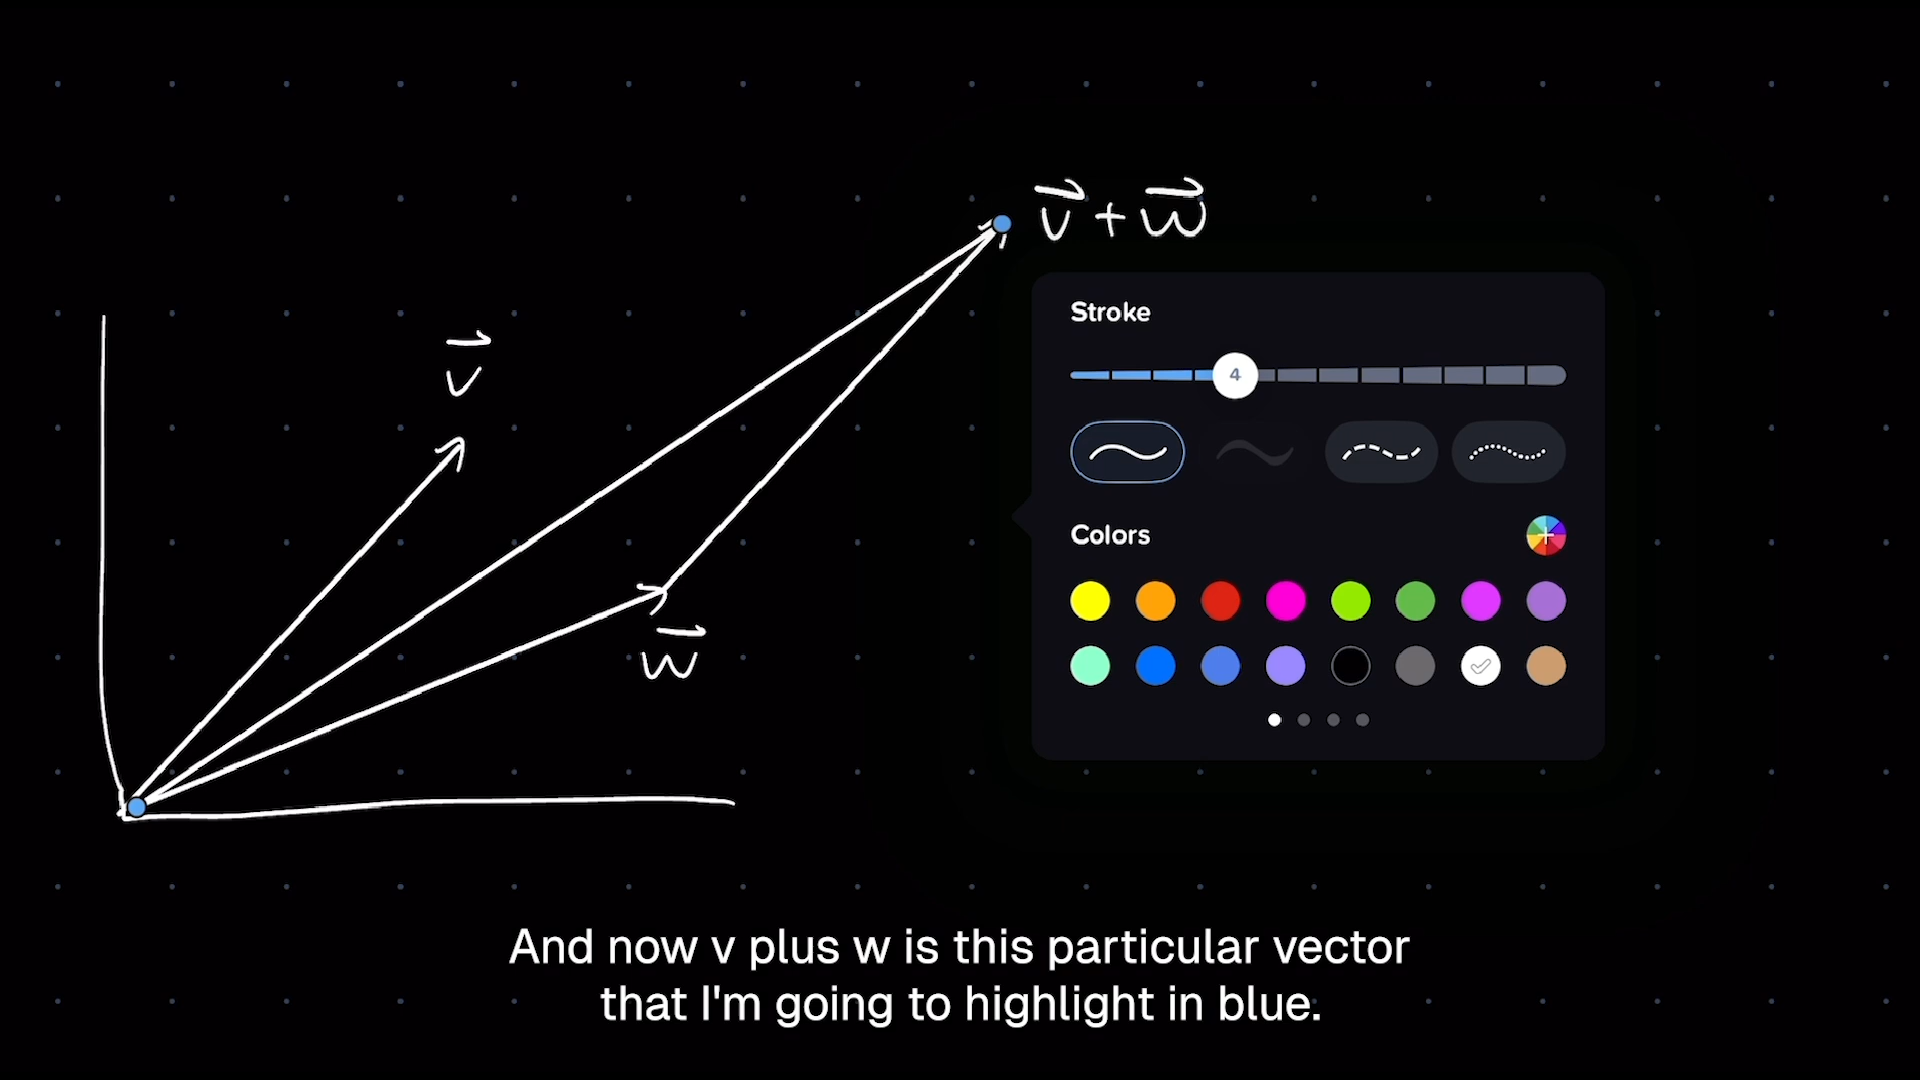 v⃗ + w⃗
Stroke
v⃗
4
Colors
w⃗
And now v plus w is this particular vector
that I'm going to highlight in blue.